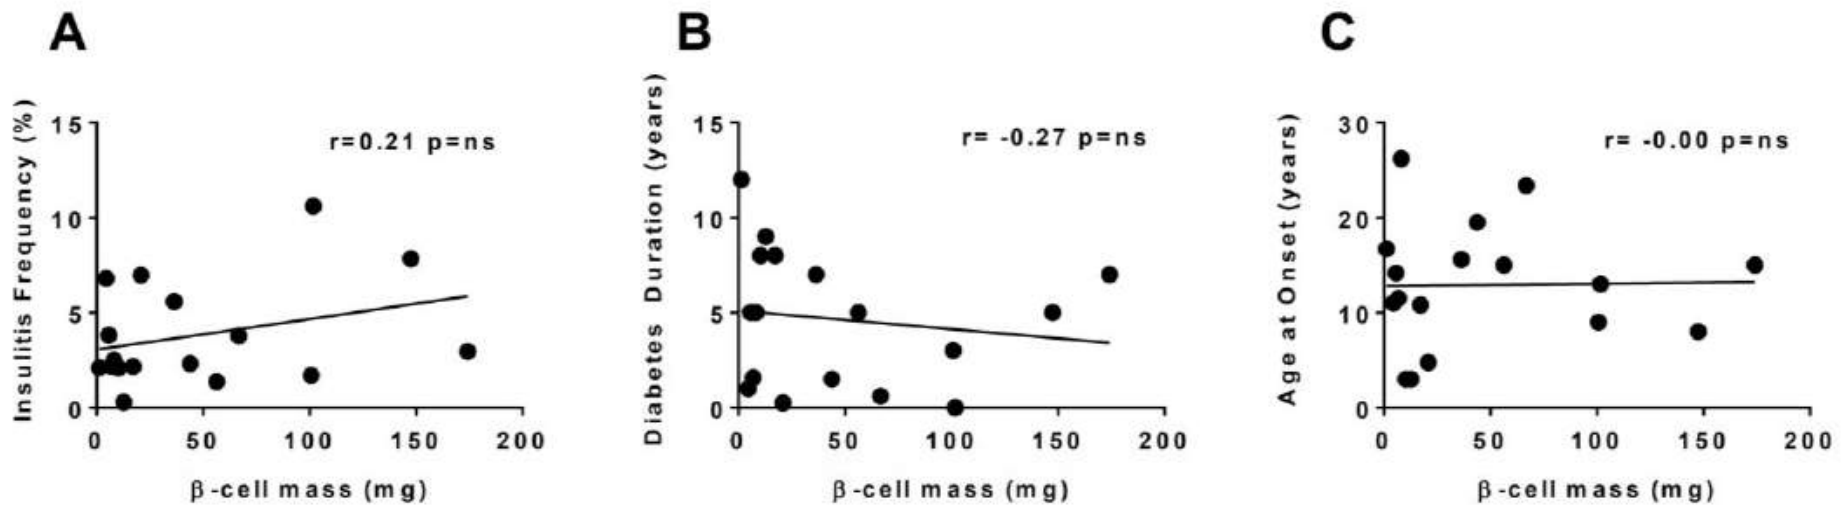 A
Insulitis Frequency (%)
15
10
5
0
r=0.21 p=ns
0 50 100 150 200
β-cell mass (mg)
B
Diabetes Duration (years)
15
10
5
0
r= -0.27 p=ns
0 50 100 150 200
β-cell mass (mg)
C
Age at Onset (years)
30
20
10
0
r= -0.00 p=ns
0 50 100 150 200
β-cell mass (mg)